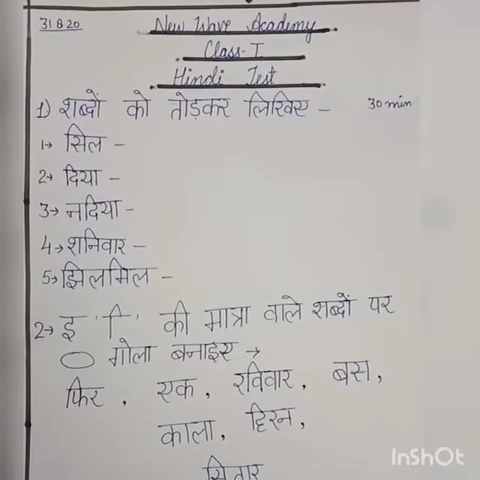 31.8.20
New Wave Academy
Class-I
Hindi Test
1) शब्दों को तोड़कर लिखिए - 30 min
1→ सिल -
2→ दिया -
3→ नदिया -
4→ शनिवार -
5→ झिलमिल -
2→ इ 'ि' की मात्रा वाले शब्दों पर
गोला बनाइए →
फिर, एक, रविवार, बस,
काला, हिरन,
सितार
InShOt